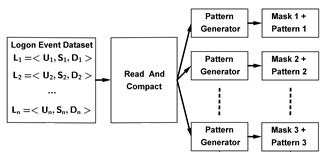 Logon Event Dataset
L₁ =< U₁, S₁, D₁ >
L₂ =< U₂, S₂, D₂ >
...
Lₙ =< Uₙ, Sₙ, Dₙ >
Read And
Compact
Pattern
Generator
Mask 1 +
Pattern 1
Pattern
Generator
Mask 2 +
Pattern 2
Pattern
Generator
Mask 3 +
Pattern 3